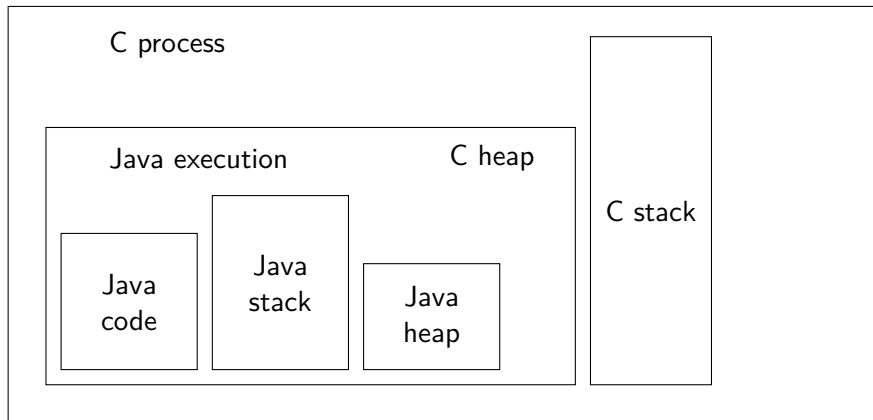 C process
Java execution
C heap
C stack
Java
code
Java
stack
Java
heap